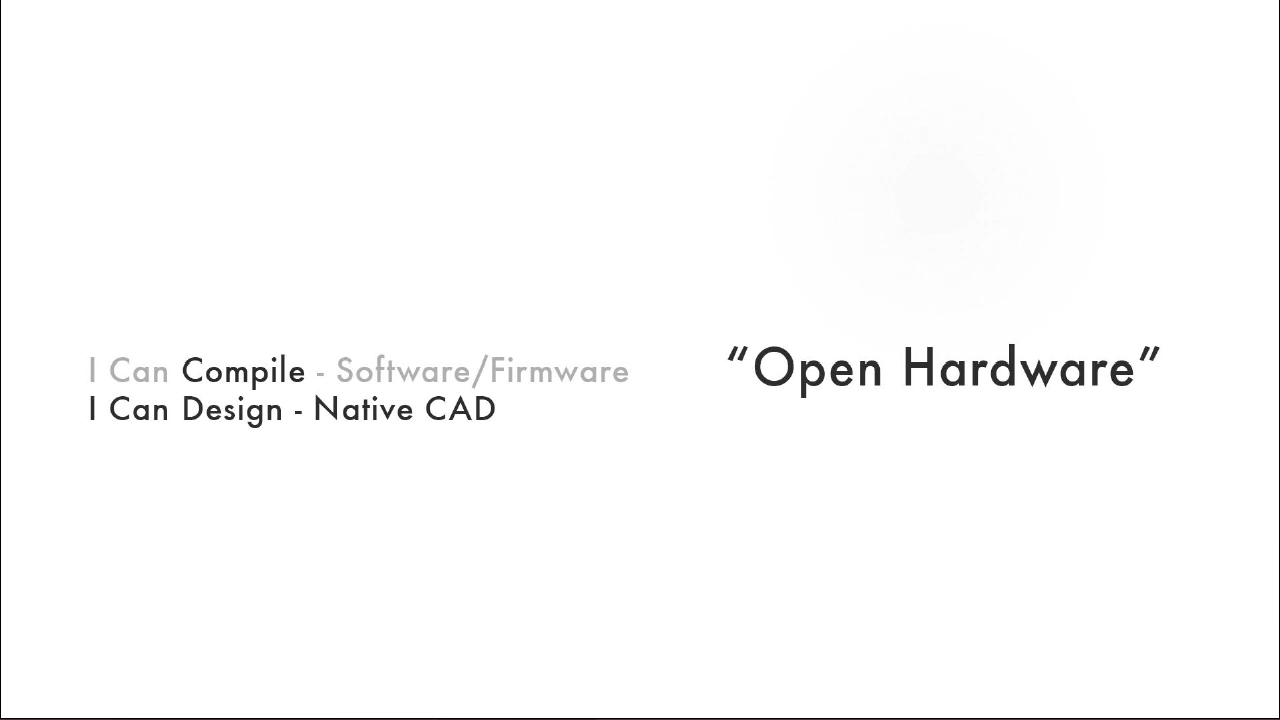 I Can Compile - Software/Firmware
I Can Design - Native CAD
“Open Hardware”